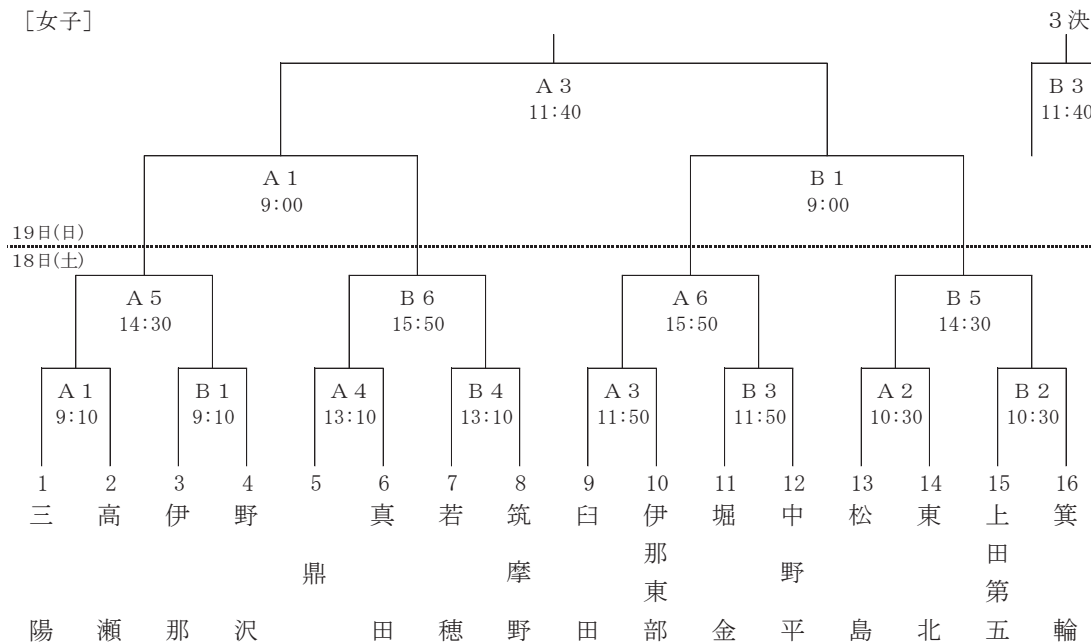 ［女子］ ３決
Ａ３ Ｂ３
11:40 11:40
Ａ１ Ｂ１
9:00 9:00
19日(日)
18日(土)
Ａ５ Ｂ６ Ａ６ Ｂ５
14:30 15:50 15:50 14:30
Ａ１ Ｂ１ Ａ４ Ｂ４ Ａ３ Ｂ３ Ａ２ Ｂ２
9:10 9:10 13:10 13:10 11:50 11:50 10:30 10:30
1 2 3 4 5 6 7 8 9 10 11 12 13 14 15 16
三陽
高瀬
伊那
野沢
鼎
真田
若穂
筑摩野
臼田
伊那東部
堀金
中野平
松島
東北
上田第五
箕輪